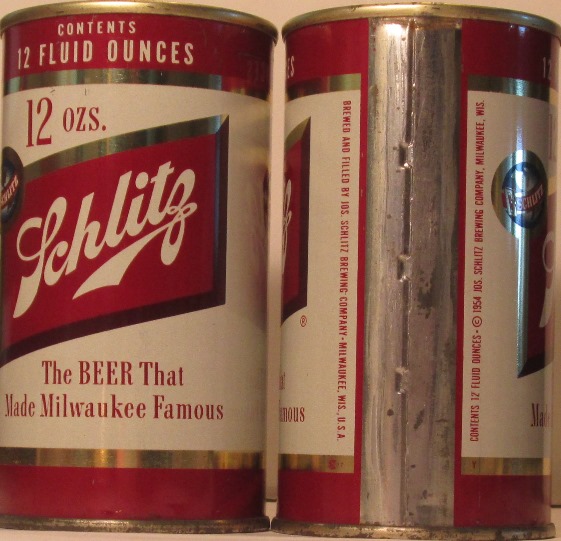 CONTENTS
12 FLUID OUNCES
12 ozs.
Schlitz
The BEER That
Made Milwaukee Famous
BREWED AND FILLED BY JOS. SCHLITZ BREWING COMPANY-MILWAUKEE, WIS., U.S.A.
®
CONTENTS 12 FLUID OUNCES-© 1954 JOS. SCHLITZ BREWING COMPANY, MILWAUKEE, WIS.
SCHLITZ